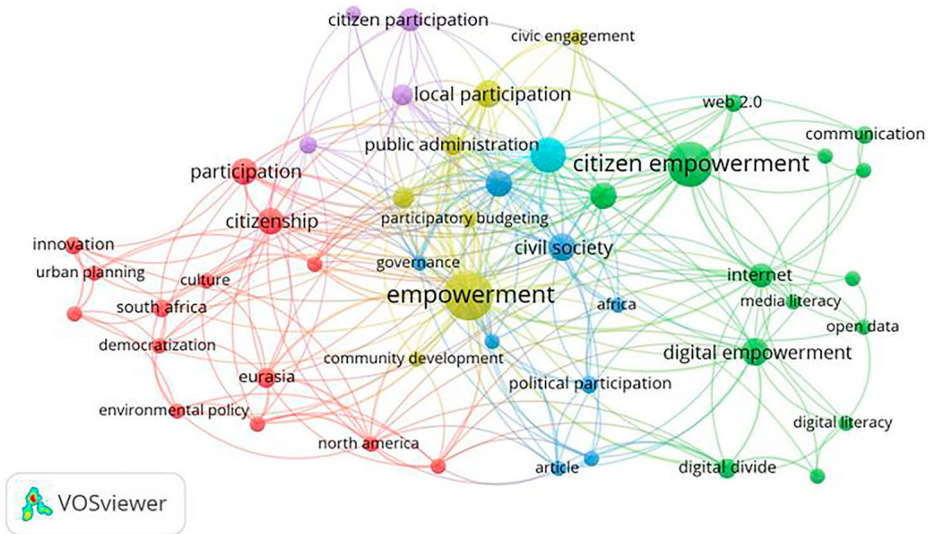 citizen participation
civic engagement
local participation
web 2.0
communication
public administration
citizen empowerment
participation
citizenship
participatory budgeting
innovation
civil society
urban planning
governance
internet
culture
empowerment
media literacy
south africa
africa
open data
democratization
community development
digital empowerment
eurasia
political participation
environmental policy
digital literacy
north america
article
digital divide
VOSviewer